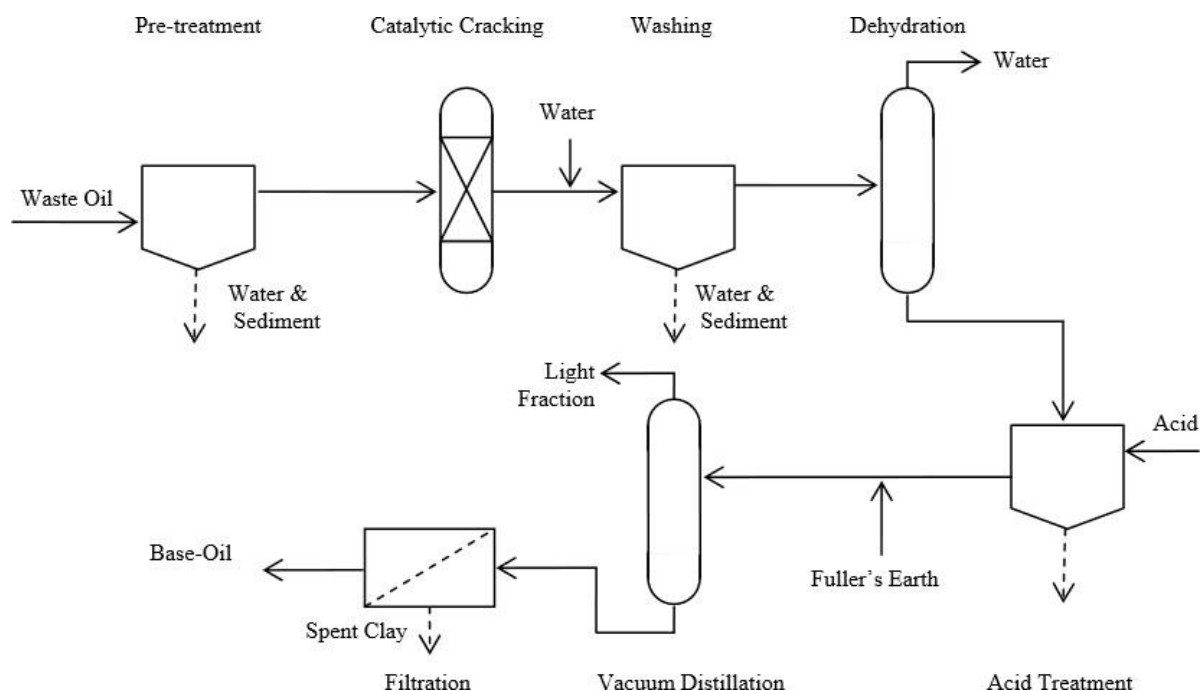 Pre-treatment
Catalytic Cracking
Washing
Dehydration
Water
Water
Waste Oil
Water &
Sediment
Water &
Sediment
Light
Fraction
Acid
Base-Oil
Fuller's Earth
Spent Clay
Filtration
Vacuum Distillation
Acid Treatment